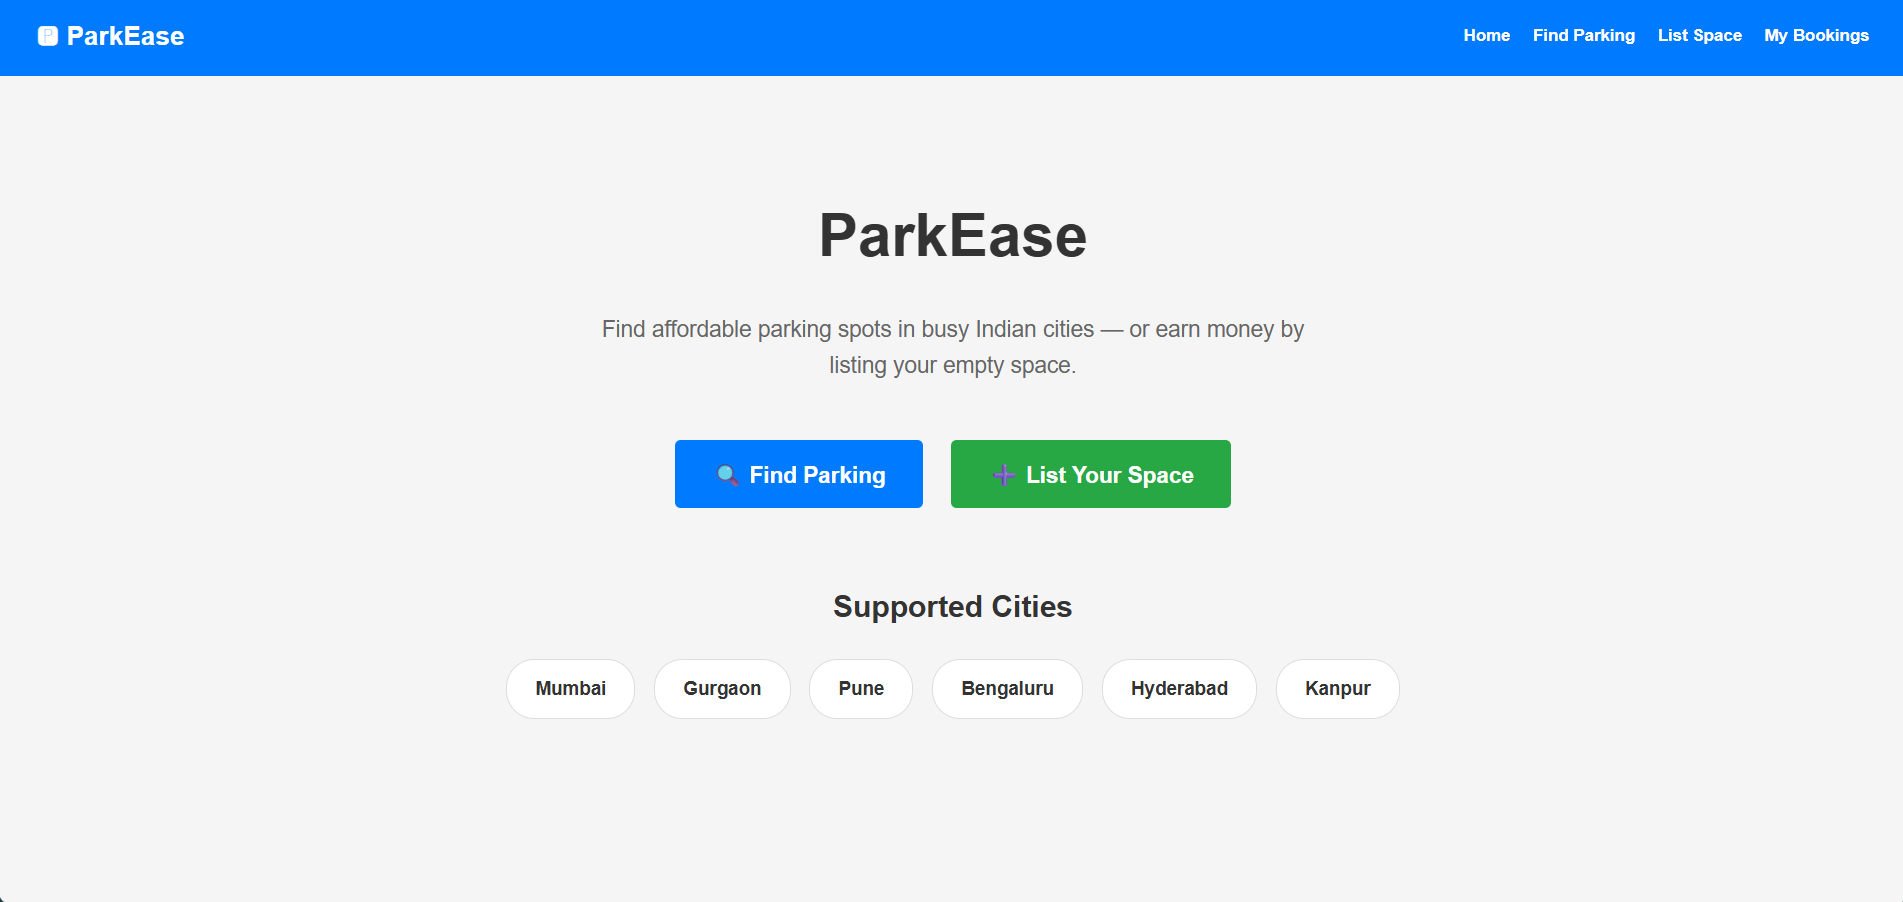 🅿 ParkEase
Home Find Parking List Space My Bookings
ParkEase
Find affordable parking spots in busy Indian cities — or earn money by
listing your empty space.
🔍 Find Parking
➕ List Your Space
Supported Cities
Mumbai Gurgaon Pune Bengaluru Hyderabad Kanpur